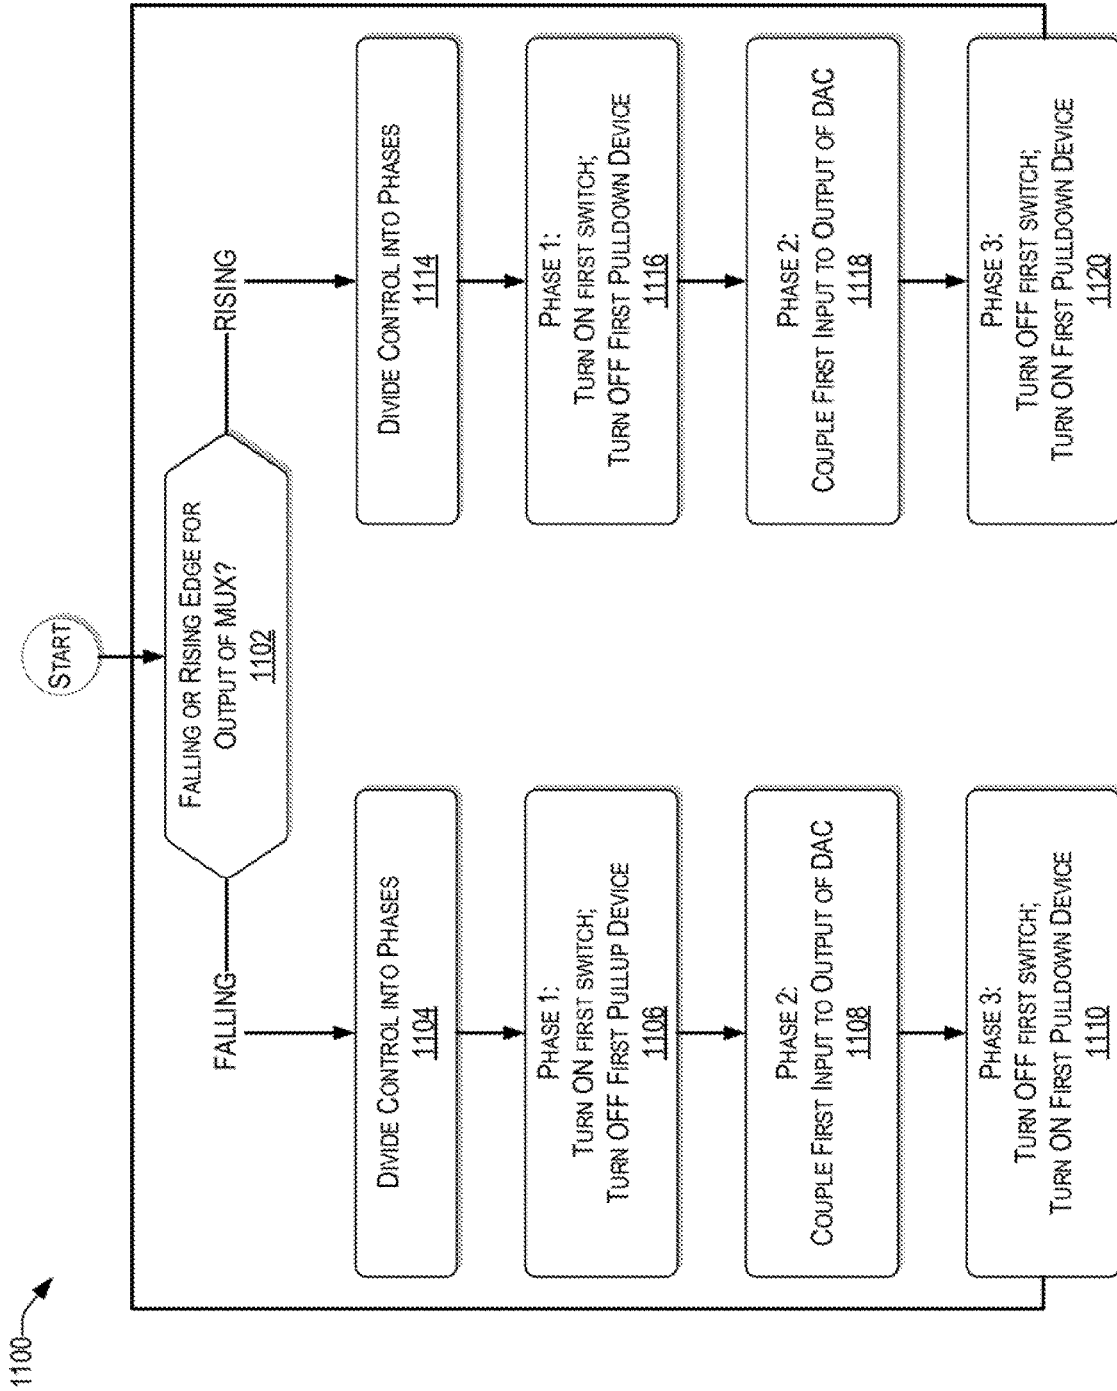 1100
START
FALLING OR RISING EDGE FOR
OUTPUT OF MUX?
1102
FALLING
RISING
DIVIDE CONTROL INTO PHASES
1104
PHASE 1:
TURN ON FIRST SWITCH;
TURN OFF FIRST PULLUP DEVICE
1106
PHASE 2:
COUPLE FIRST INPUT TO OUTPUT OF DAC
1108
PHASE 3:
TURN OFF FIRST SWITCH;
TURN ON FIRST PULLDOWN DEVICE
1110
DIVIDE CONTROL INTO PHASES
1114
PHASE 1:
TURN ON FIRST SWITCH;
TURN OFF FIRST PULLDOWN DEVICE
1116
PHASE 2:
COUPLE FIRST INPUT TO OUTPUT OF DAC
1118
PHASE 3:
TURN OFF FIRST SWITCH;
TURN ON FIRST PULLDOWN DEVICE
1120